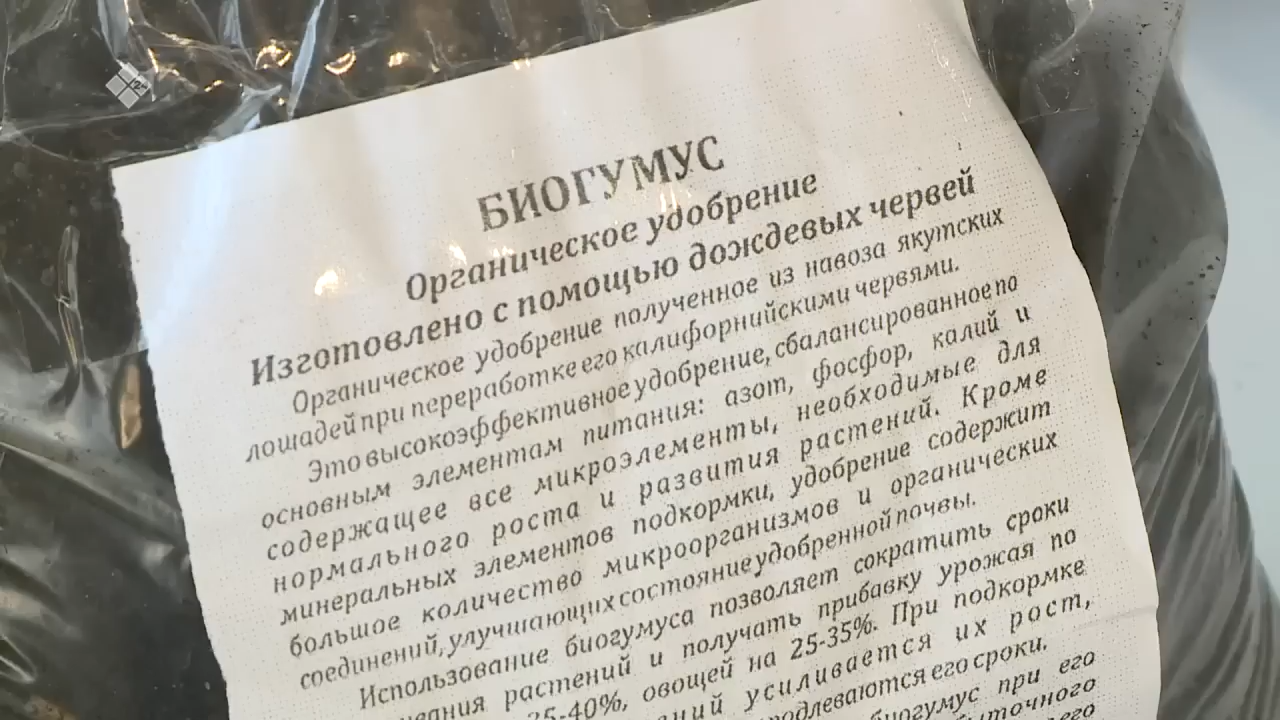 БИОГУМУС
Органическое удобрение
Изготовлено с помощью дождевых червей
Органическое удобрение полученное из навоза якутских
лошадей при переработке его калифорнийскими червями.
Это высокоэффективное удобрение, сбалансированное по
основным элементам питания: азот, фосфор, калий и
содержащее все микроэлементы, необходимые для
нормального роста и развития растений. Кроме
минеральных элементов подкормки, удобрение содержит
большое количество микроорганизмов и органических
соединений, улучшающих состояние удобренной почвы.
Использование биогумуса позволяет сократить сроки
растений и получать прибавку урожая по
25-40%, овощей на 25-35%. При подкормке
усиливается их рост,
его сроки.
биогумус при его